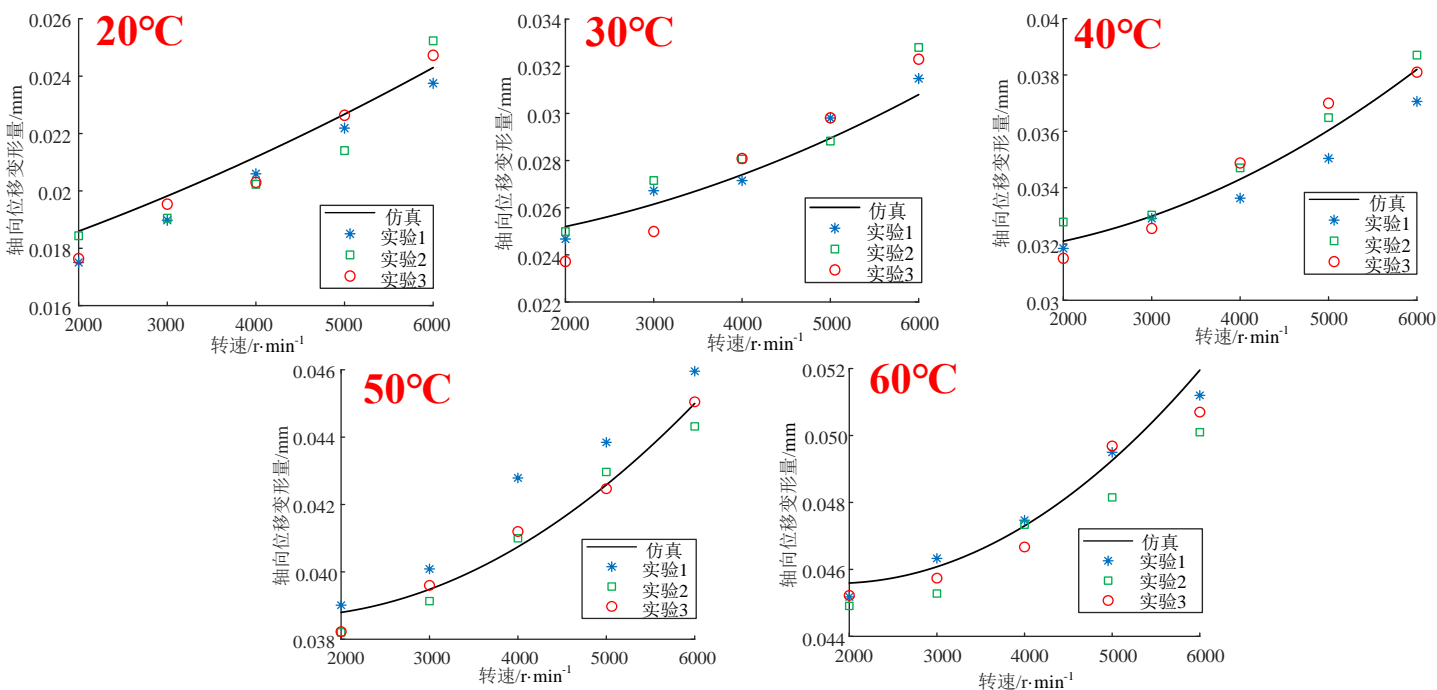 20℃
轴向位移变形量/mm
0.026
0.024
0.022
0.02
0.018
0.016
2000
3000
4000
5000
6000
转速/r·min⁻¹
仿真
实验1
实验2
实验3
30℃
轴向位移变形量/mm
0.034
0.032
0.03
0.028
0.026
0.024
0.022
2000
3000
4000
5000
6000
转速/r·min⁻¹
仿真
实验1
实验2
实验3
40℃
轴向位移变形量/mm
0.04
0.038
0.036
0.034
0.032
0.03
2000
3000
4000
5000
6000
转速/r·min⁻¹
仿真
实验1
实验2
实验3
50℃
轴向位移变形量/mm
0.046
0.044
0.042
0.040
0.038
2000
3000
4000
5000
6000
转速/r·min⁻¹
仿真
实验1
实验2
实验3
60℃
轴向位移变形量/mm
0.052
0.050
0.048
0.046
0.044
2000
3000
4000
5000
6000
转速/r·min⁻¹
仿真
实验1
实验2
实验3